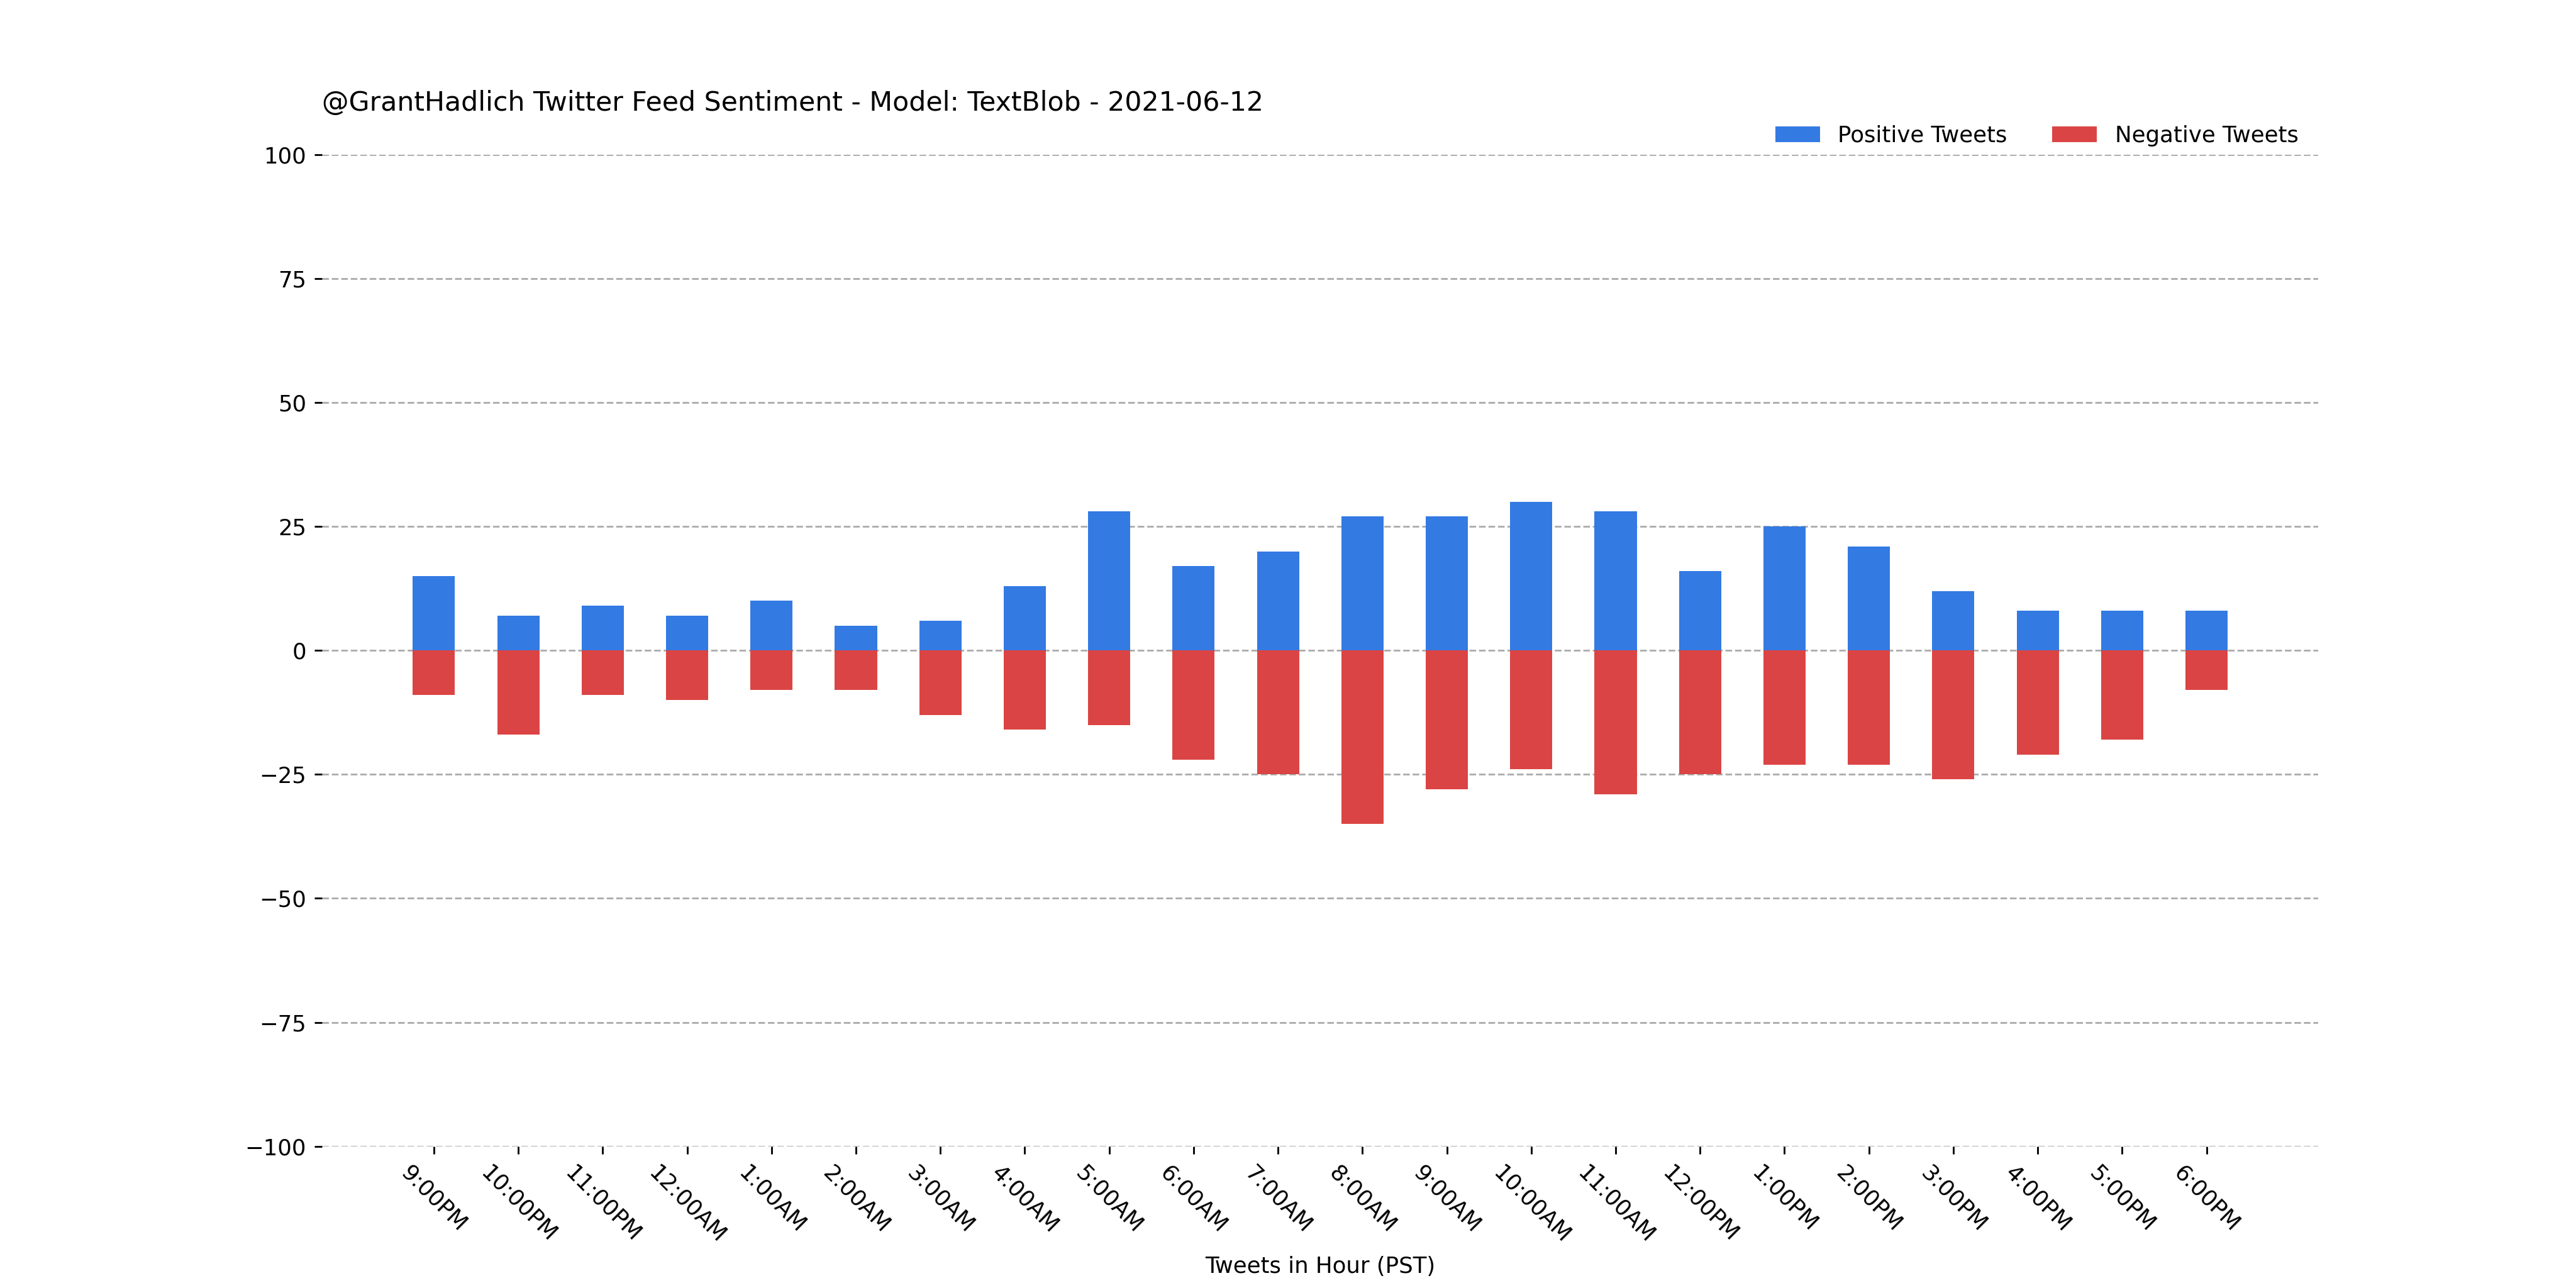 @GrantHadlich Twitter Feed Sentiment - Model: TextBlob - 2021-06-12
Positive Tweets
Negative Tweets
100
75
50
25
0
−25
−50
−75
−100
9:00PM
10:00PM
11:00PM
12:00AM
1:00AM
2:00AM
3:00AM
4:00AM
5:00AM
6:00AM
7:00AM
8:00AM
9:00AM
10:00AM
11:00AM
12:00PM
1:00PM
2:00PM
3:00PM
4:00PM
5:00PM
6:00PM
Tweets in Hour (PST)